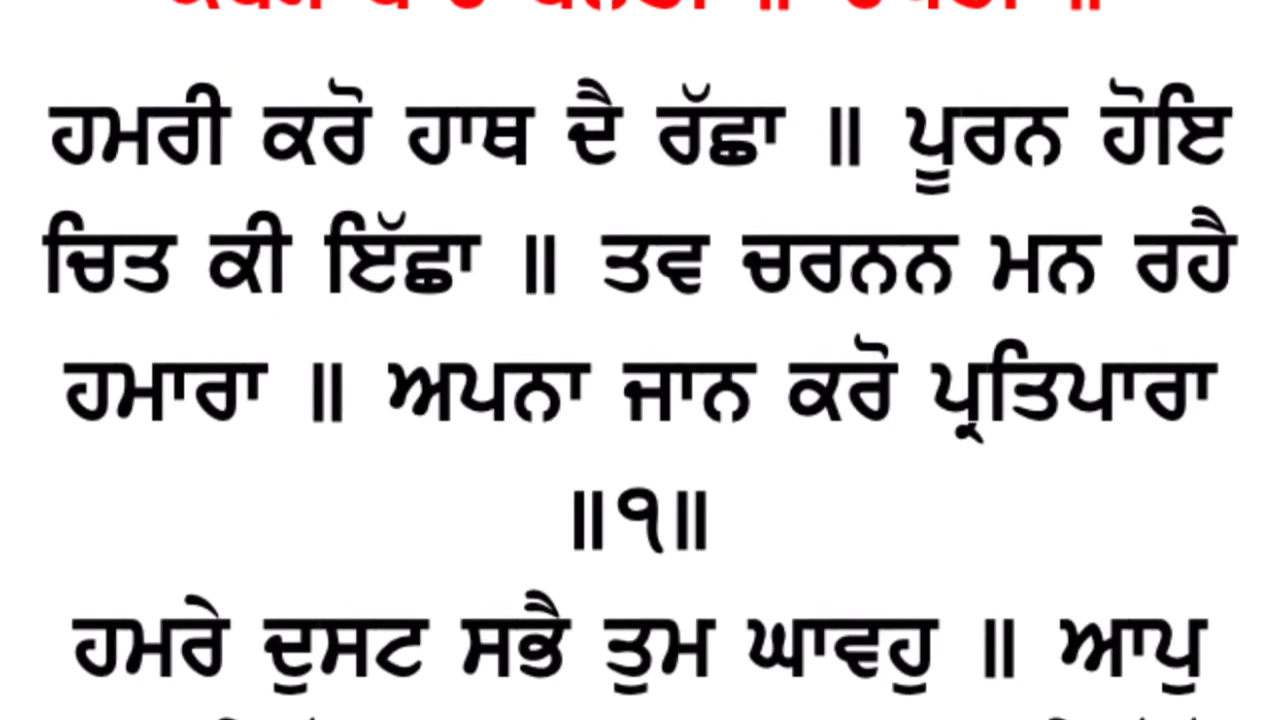 ਹਮਰੀ ਕਰੋ ਹਾਥ ਦੈ ਰੱਛਾ ॥ ਪੂਰਨ ਹੋਇ
ਚਿਤ ਕੀ ਇੱਛਾ ॥ ਤਵ ਚਰਨਨ ਮਨ ਰਹੈ
ਹਮਾਰਾ ॥ ਅਪਨਾ ਜਾਨ ਕਰੋ ਪ੍ਰਤਿਪਾਰਾ
॥੧॥
ਹਮਰੇ ਦੁਸਟ ਸਭੈ ਤੁਮ ਘਾਵਹੁ ॥ ਆਪੁ